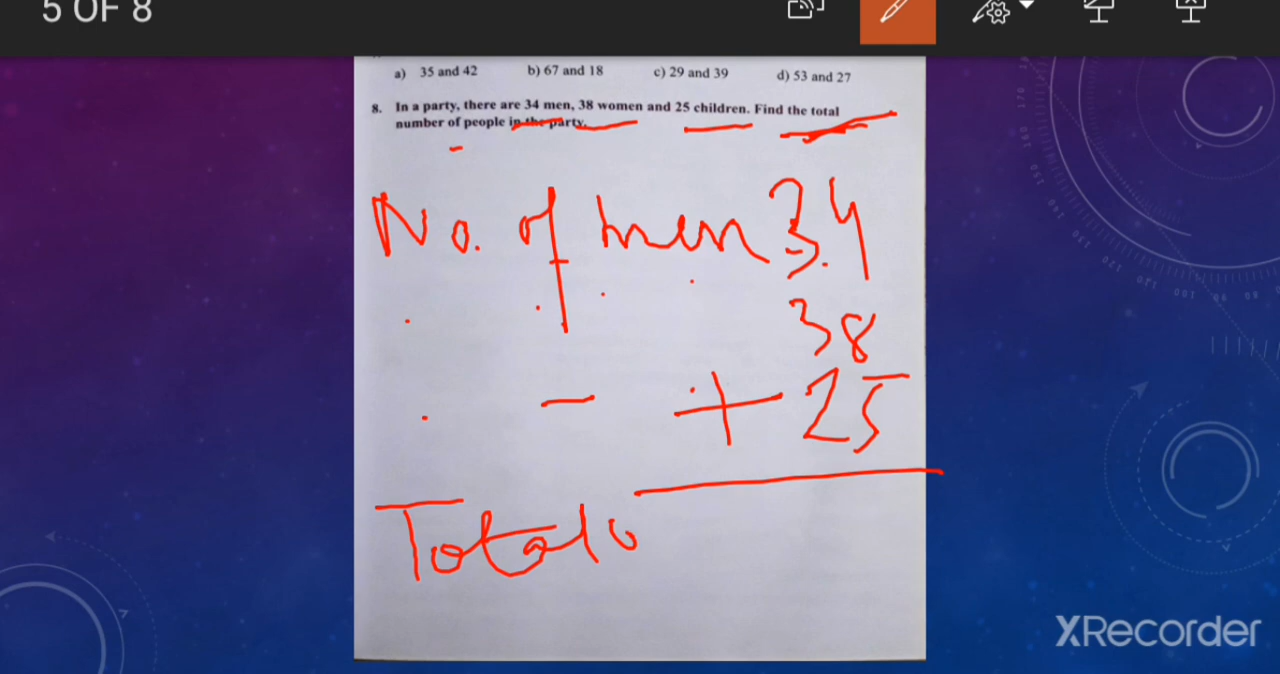 5 OF 8
a) 35 and 42 b) 67 and 18 c) 29 and 39 d) 53 and 27
8. In a party, there are 34 men, 38 women and 25 children. Find the total
number of people in the party.
No. of men 34
38
+ 25
Total
XRecorder